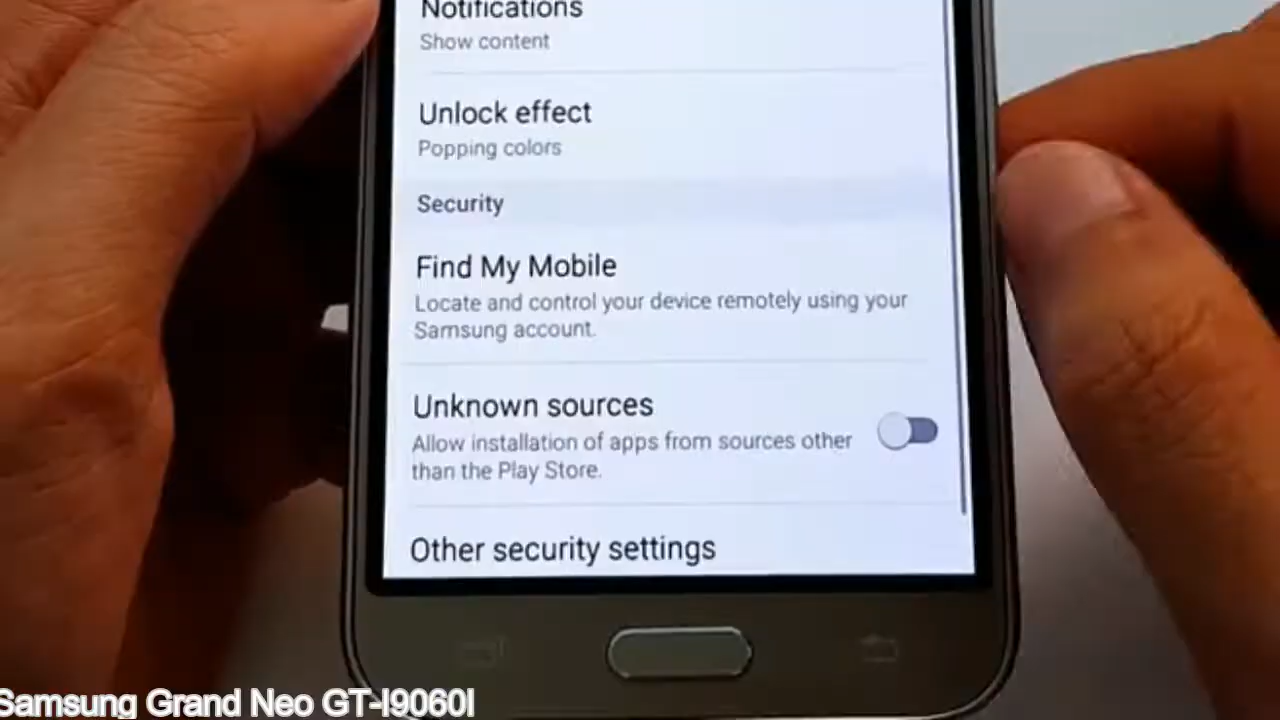 Notifications
Show content
Unlock effect
Popping colors
Security
Find My Mobile
Locate and control your device remotely using your
Samsung account.
Unknown sources
Allow installation of apps from sources other
than the Play Store.
Other security settings
Samsung Grand Neo GT-I9060I